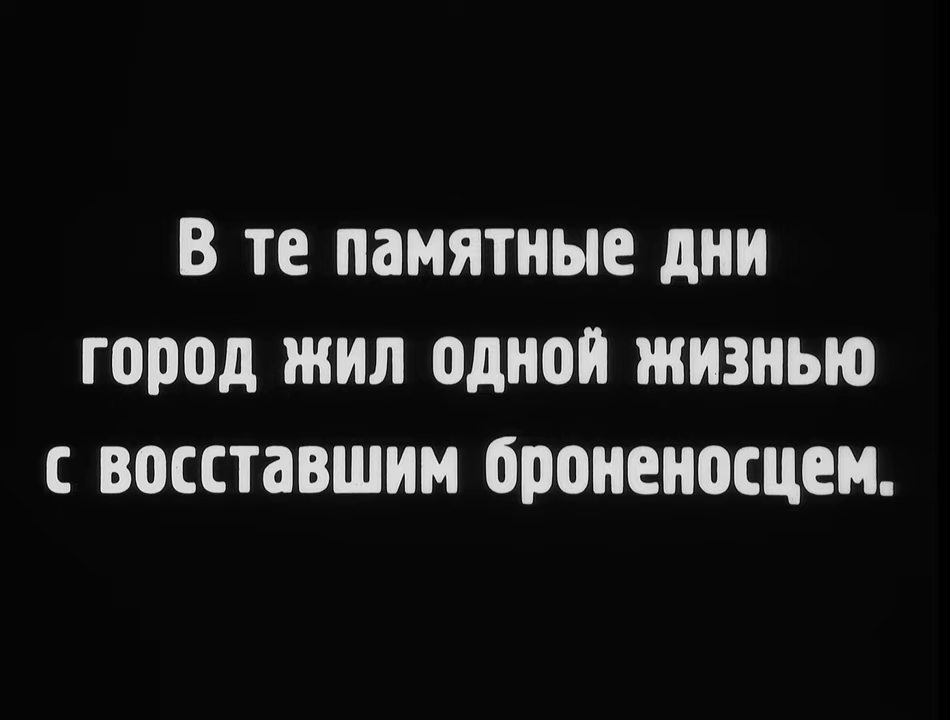 В те памятные дни
город жил одной жизнью
с восставшим броненосцем.